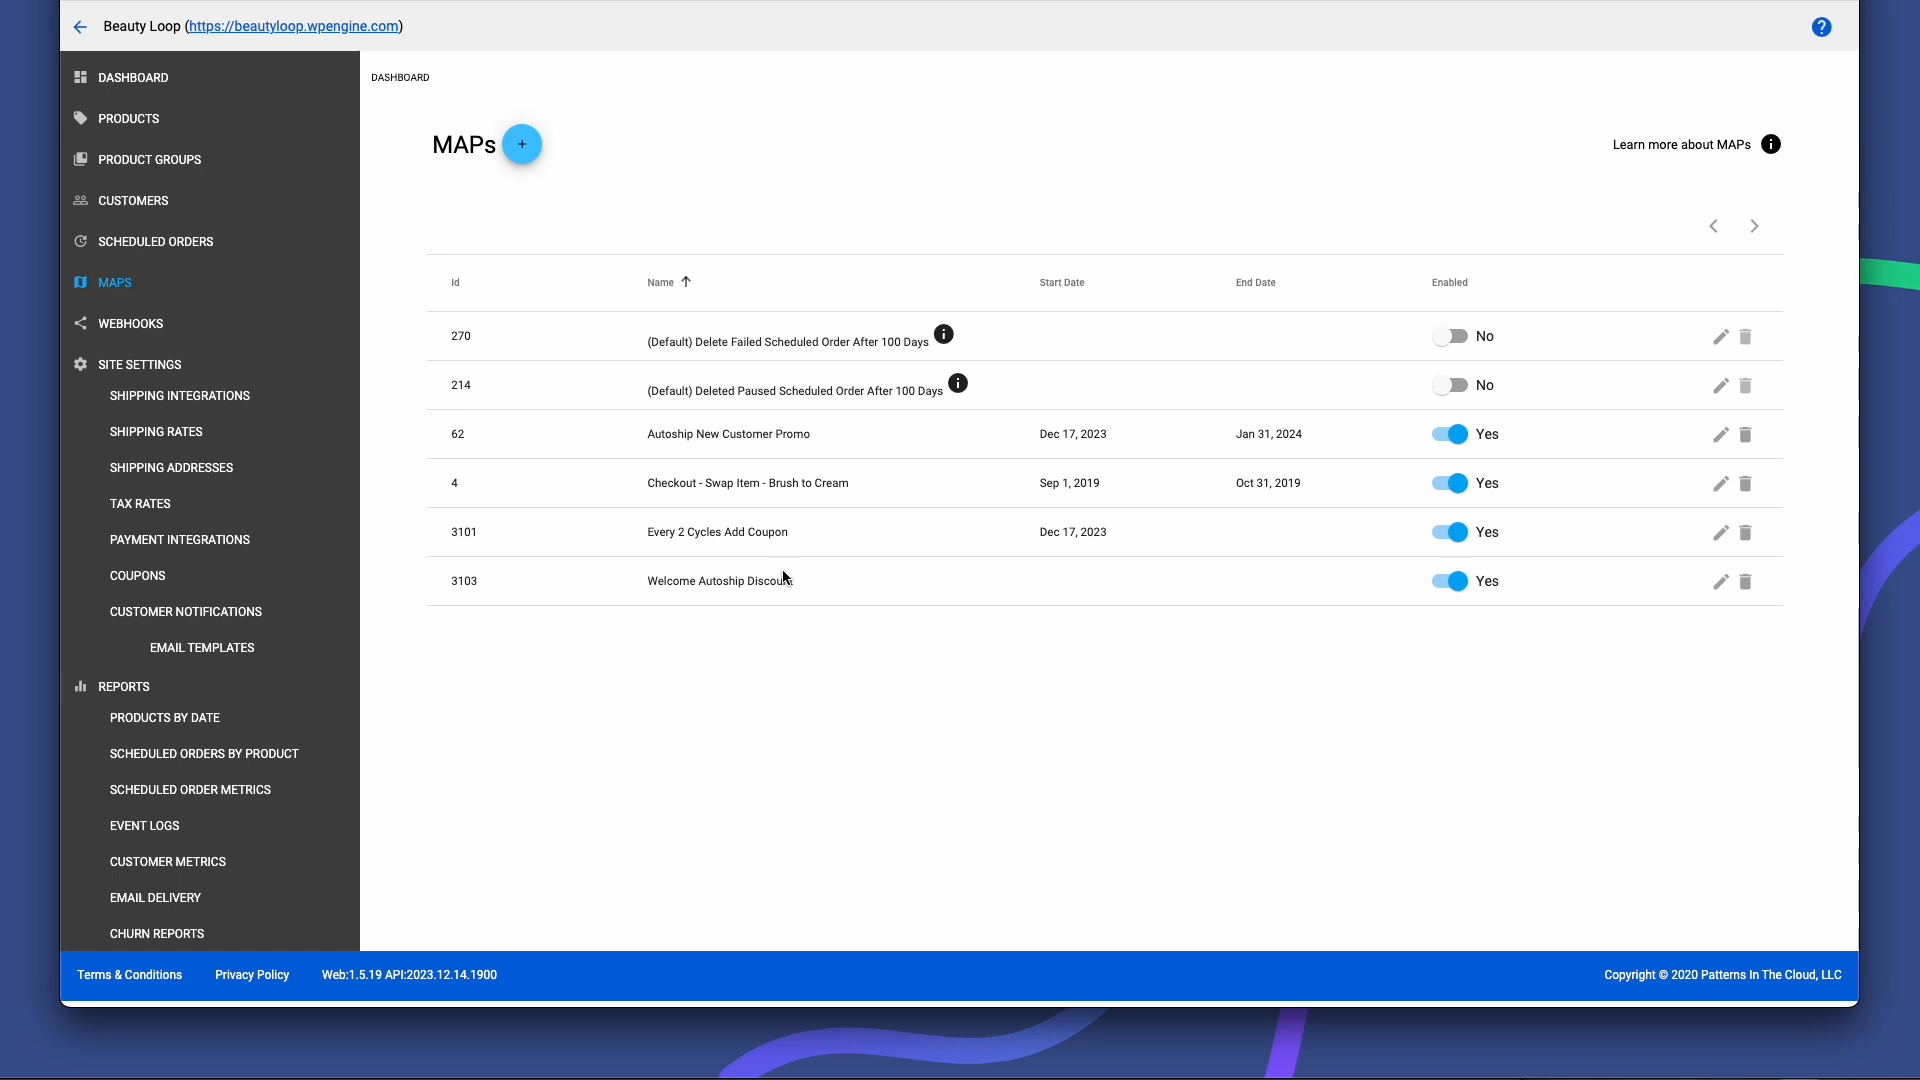 Beauty Loop (https://beautyloop.wpengine.com)
?
DASHBOARD
PRODUCTS
PRODUCT GROUPS
CUSTOMERS
SCHEDULED ORDERS
MAPS
WEBHOOKS
SITE SETTINGS
SHIPPING INTEGRATIONS
SHIPPING RATES
SHIPPING ADDRESSES
TAX RATES
PAYMENT INTEGRATIONS
COUPONS
CUSTOMER NOTIFICATIONS
EMAIL TEMPLATES
REPORTS
PRODUCTS BY DATE
SCHEDULED ORDERS BY PRODUCT
SCHEDULED ORDER METRICS
EVENT LOGS
CUSTOMER METRICS
EMAIL DELIVERY
CHURN REPORTS
DASHBOARD
MAPs +
Learn more about MAPs i
Id Name Start Date End Date Enabled
270 (Default) Delete Failed Scheduled Order After 100 Days i No
214 (Default) Deleted Paused Scheduled Order After 100 Days i No
62 Autoship New Customer Promo Dec 17, 2023 Jan 31, 2024 Yes
4 Checkout - Swap Item - Brush to Cream Sep 1, 2019 Oct 31, 2019 Yes
3101 Every 2 Cycles Add Coupon Dec 17, 2023 Yes
3103 Welcome Autoship Discount Yes
Terms & Conditions Privacy Policy Web:1.5.19 API:2023.12.14.1900 Copyright © 2020 Patterns In The Cloud, LLC